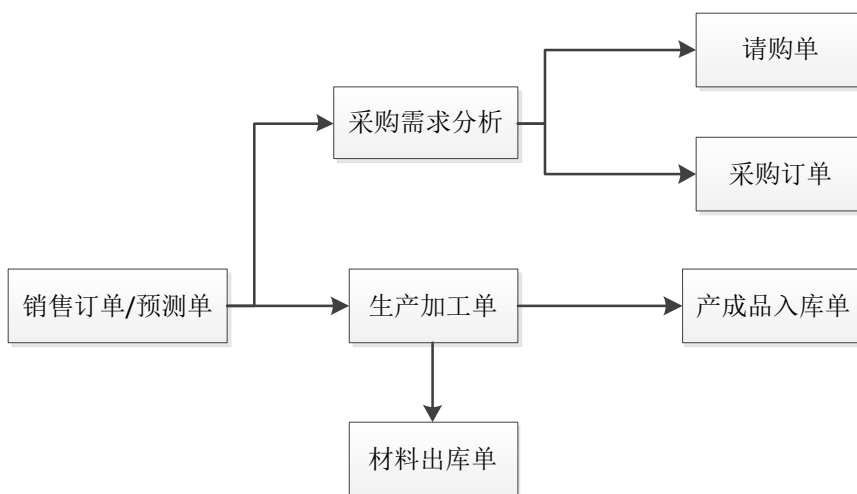 请购单
采购需求分析
采购订单
销售订单/预测单
生产加工单
产成品入库单
材料出库单